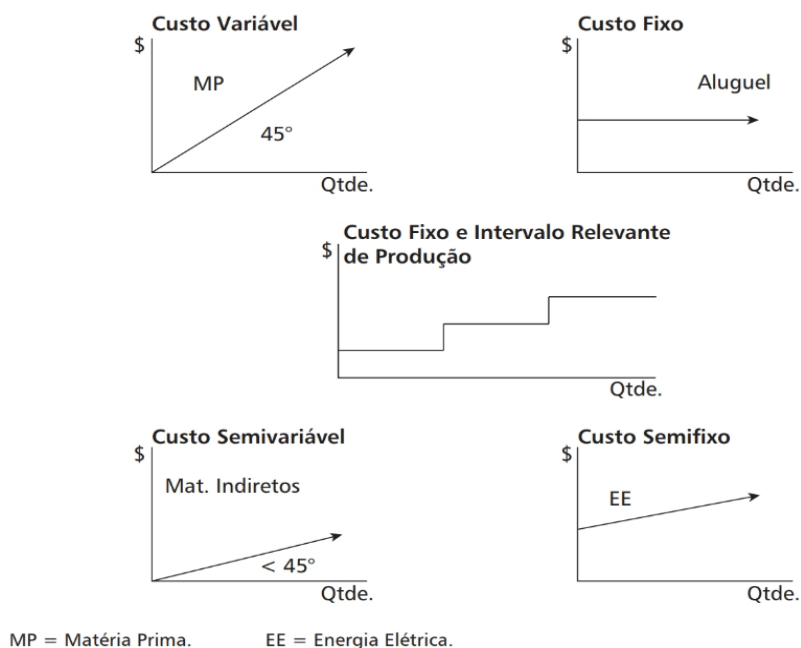 Custo Variável
$
MP
45°
Qtde.
Custo Fixo
$
Aluguel
Qtde.
Custo Fixo e Intervalo Relevante
de Produção
$
Qtde.
Custo Semivariável
$
Mat. Indiretos
< 45°
Qtde.
Custo Semifixo
$
EE
Qtde.
MP = Matéria Prima.
EE = Energia Elétrica.